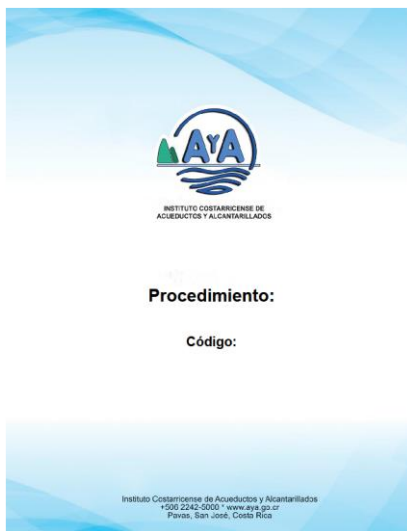 AYA
INSTITUTO COSTARRICENSE DE
ACUEDUCTOS Y ALCANTARILLADOS
Procedimiento:
Código:
Instituto Costarricense de Acueductos y Alcantarillados
+506 2242-5000 * www.aya.go.cr
Pavas, San José, Costa Rica